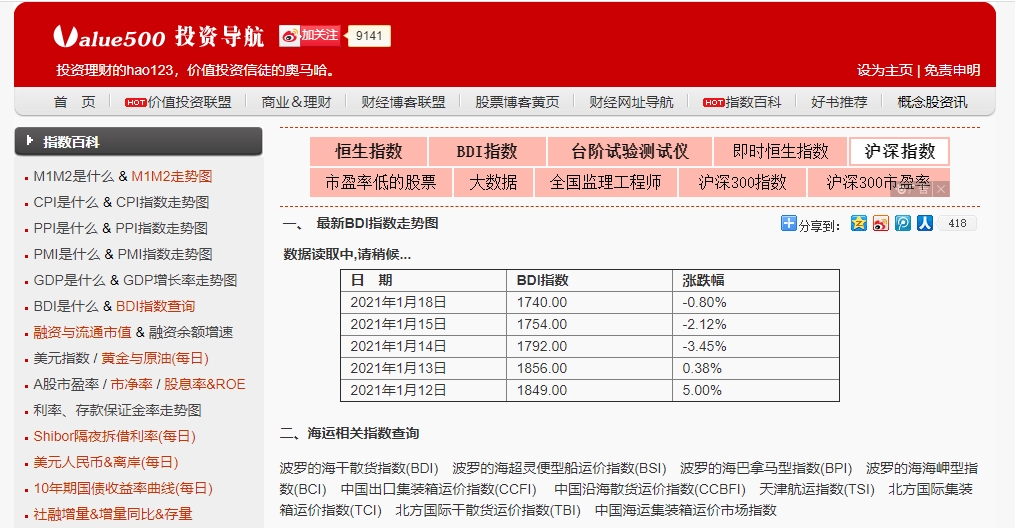 Value500 投资导航 加关注 9141
投资理财的hao123，价值投资信徒的奥马哈。
设为主页 | 免责申明
首 页 HOT价值投资联盟 商业＆理财 财经博客联盟 股票博客黄页 财经网址导航 HOT指数百科 好书推荐 概念股资讯
指数百科
M1M2是什么 & M1M2走势图
CPI是什么 & CPI指数走势图
PPI是什么 & PPI指数走势图
PMI是什么 & PMI指数走势图
GDP是什么 & GDP增长率走势图
BDI是什么 & BDI指数查询
融资与流通市值 & 融资余额增速
美元指数 / 黄金与原油(每日)
A股市盈率 / 市净率 / 股息率&ROE
利率、存款保证金率走势图
Shibor隔夜拆借利率(每日)
美元人民币&离岸(每日)
10年期国债收益率曲线(每日)
社融增量&增量同比&存量
恒生指数 BDI指数 台阶试验测试仪 即时恒生指数 沪深指数
市盈率低的股票 大数据 全国监理工程师 沪深300指数 沪深300市盈率
一、 最新BDI指数走势图
分享到： 418
数据读取中,请稍候...
日 期 BDI指数 涨跌幅
2021年1月18日 1740.00 -0.80%
2021年1月15日 1754.00 -2.12%
2021年1月14日 1792.00 -3.45%
2021年1月13日 1856.00 0.38%
2021年1月12日 1849.00 5.00%
二、海运相关指数查询
波罗的海干散货指数(BDI) 波罗的海超灵便型船运价指数(BSI) 波罗的海巴拿马型指数(BPI) 波罗的海海岬型指
数(BCI) 中国出口集装箱运价指数(CCFI) 中国沿海散货运价指数(CCBFI) 天津航运指数(TSI) 北方国际集装
箱运价指数(TCI) 北方国际干散货运价指数(TBI) 中国海运集装箱运价市场指数